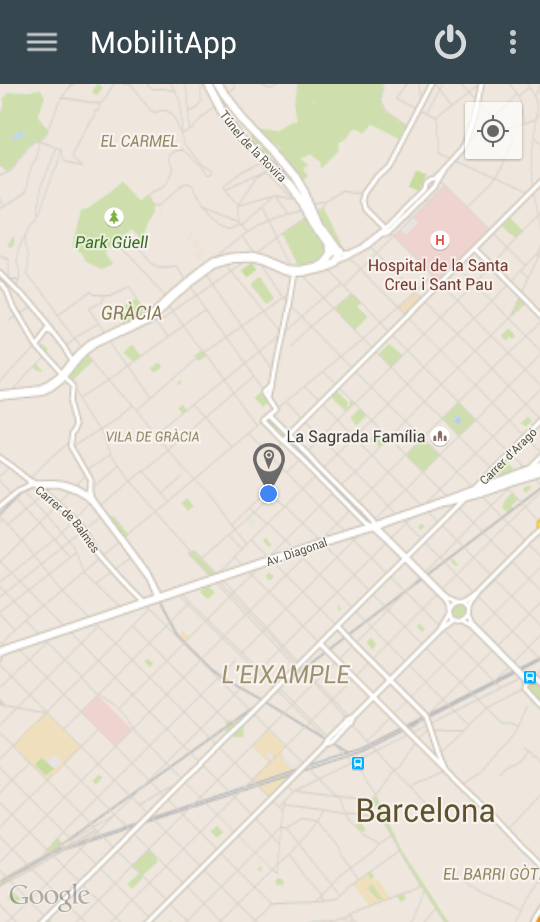 MobilitApp
Túnel de la Rovira
EL CARMEL
Park Güell
H
Hospital de la Santa
Creu i Sant Pau
GRÀCIA
VILA DE GRÀCIA
La Sagrada Família
Carrer d'Aragó
Carrer de Balmes
Av. Diagonal
L'EIXAMPLE
Barcelona
EL BARRI GÒT
Google